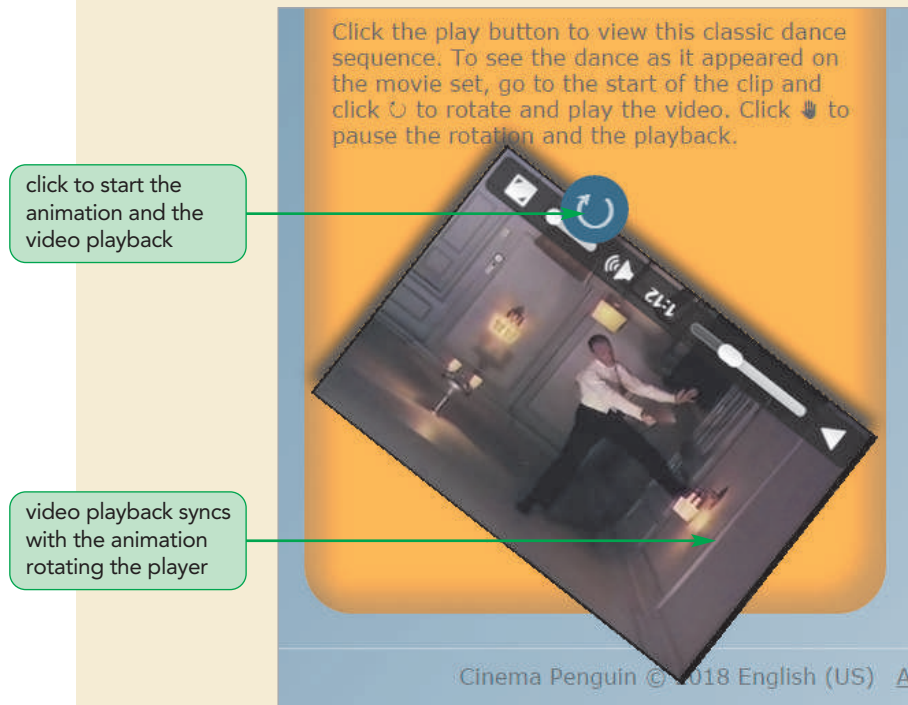 Click the play button to view this classic dance
sequence. To see the dance as it appeared on
the movie set, go to the start of the clip and
click ↻ to rotate and play the video. Click to
pause the rotation and the playback.
click to start the
animation and the
video playback
1:12
video playback syncs
with the animation
rotating the player
Cinema Penguin © 2018 English (US) A